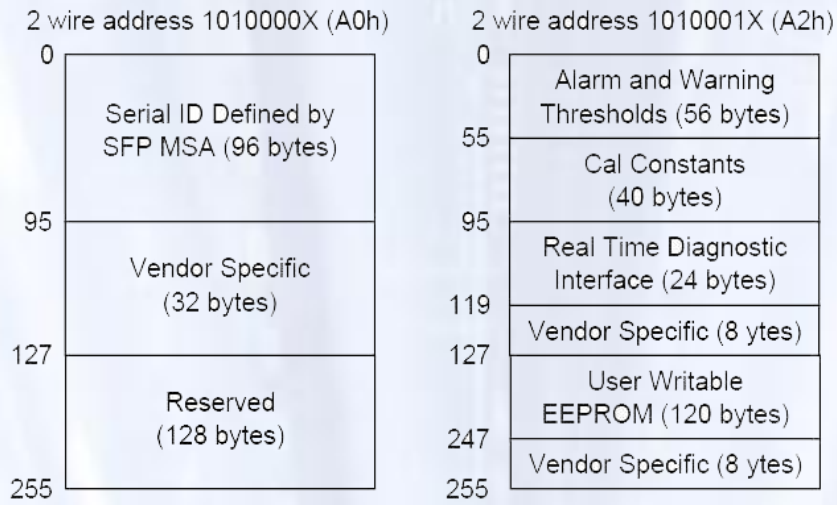 2 wire address 1010000X (A0h)
0
Serial ID Defined by
SFP MSA (96 bytes)
95
Vendor Specific
(32 bytes)
127
Reserved
(128 bytes)
255
2 wire address 1010001X (A2h)
0
Alarm and Warning
Thresholds (56 bytes)
55
Cal Constants
(40 bytes)
95
Real Time Diagnostic
Interface (24 bytes)
119
Vendor Specific (8 ytes)
127
User Writable
EEPROM (120 bytes)
247
Vendor Specific (8 ytes)
255